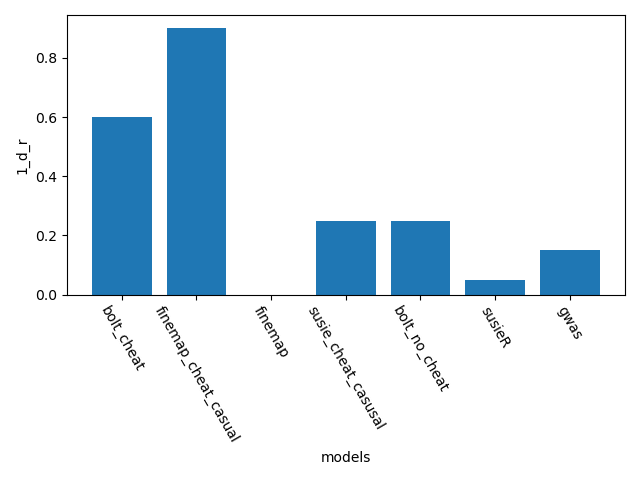 1_d_r
0.8
0.6
0.4
0.2
0.0
bolt_cheat
finemap_cheat_casual
finemap
susie_cheat_casusal
bolt_no_cheat
susieR
gwas
models